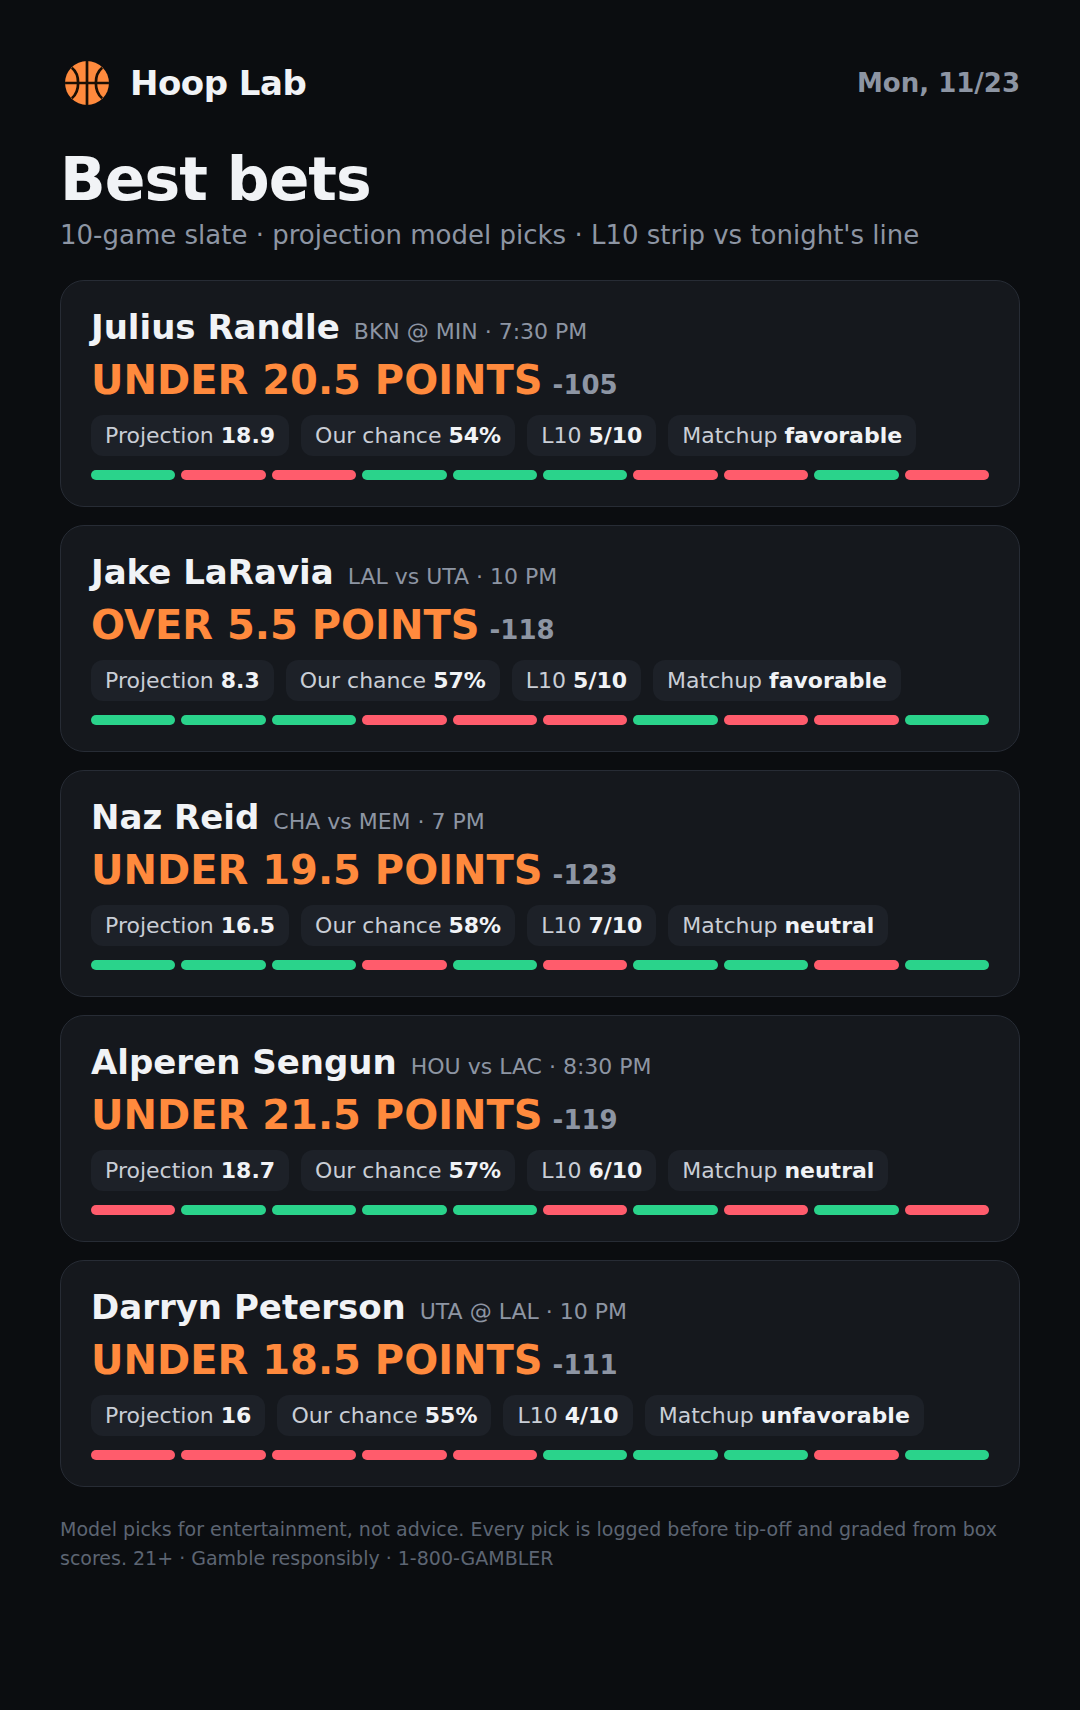 Hoop Lab
Mon, 11/23
Best bets
10-game slate · projection model picks · L10 strip vs tonight's line
Julius Randle BKN @ MIN · 7:30 PM
UNDER 20.5 POINTS -105
Projection 18.9 Our chance 54% L10 5/10 Matchup favorable
Jake LaRavia LAL vs UTA · 10 PM
OVER 5.5 POINTS -118
Projection 8.3 Our chance 57% L10 5/10 Matchup favorable
Naz Reid CHA vs MEM · 7 PM
UNDER 19.5 POINTS -123
Projection 16.5 Our chance 58% L10 7/10 Matchup neutral
Alperen Sengun HOU vs LAC · 8:30 PM
UNDER 21.5 POINTS -119
Projection 18.7 Our chance 57% L10 6/10 Matchup neutral
Darryn Peterson UTA @ LAL · 10 PM
UNDER 18.5 POINTS -111
Projection 16 Our chance 55% L10 4/10 Matchup unfavorable
Model picks for entertainment, not advice. Every pick is logged before tip-off and graded from box
scores. 21+ · Gamble responsibly · 1-800-GAMBLER